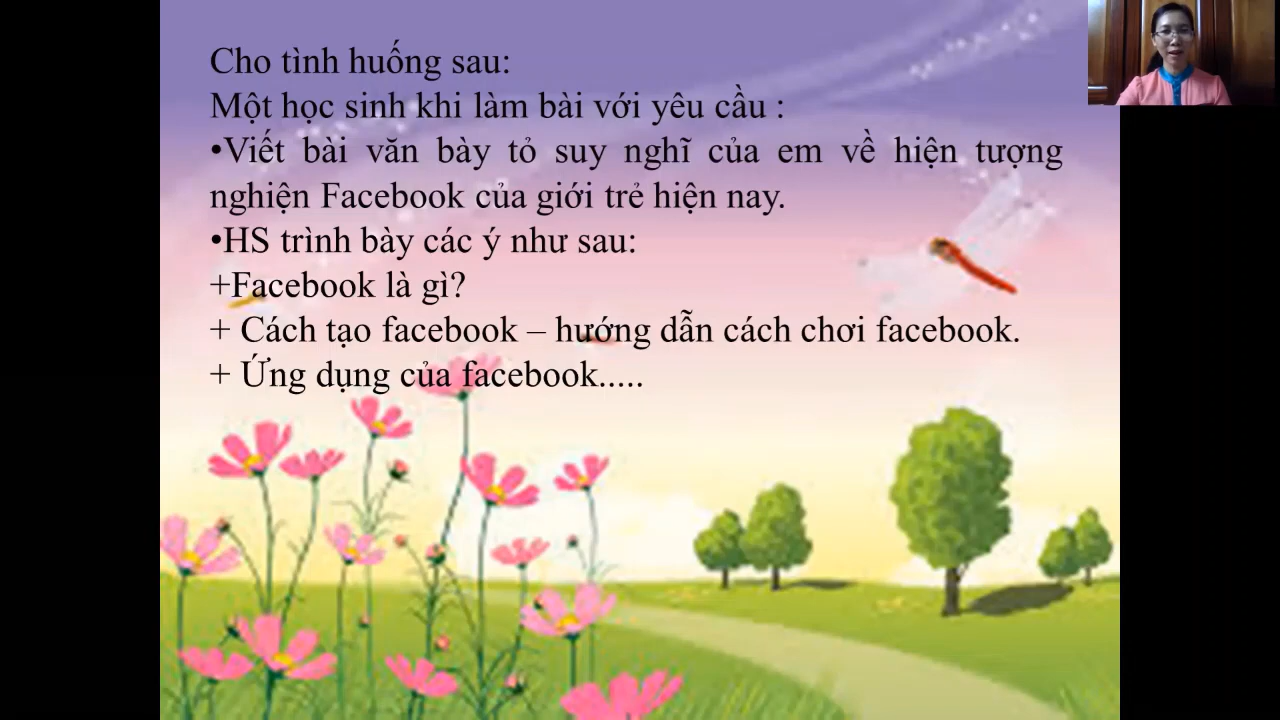 Cho tình huống sau:
Một học sinh khi làm bài với yêu cầu :
•Viết bài văn bày tỏ suy nghĩ của em về hiện tượng
nghiện Facebook của giới trẻ hiện nay.
•HS trình bày các ý như sau:
+Facebook là gì?
+ Cách tạo facebook – hướng dẫn cách chơi facebook.
+ Ứng dụng của facebook.....